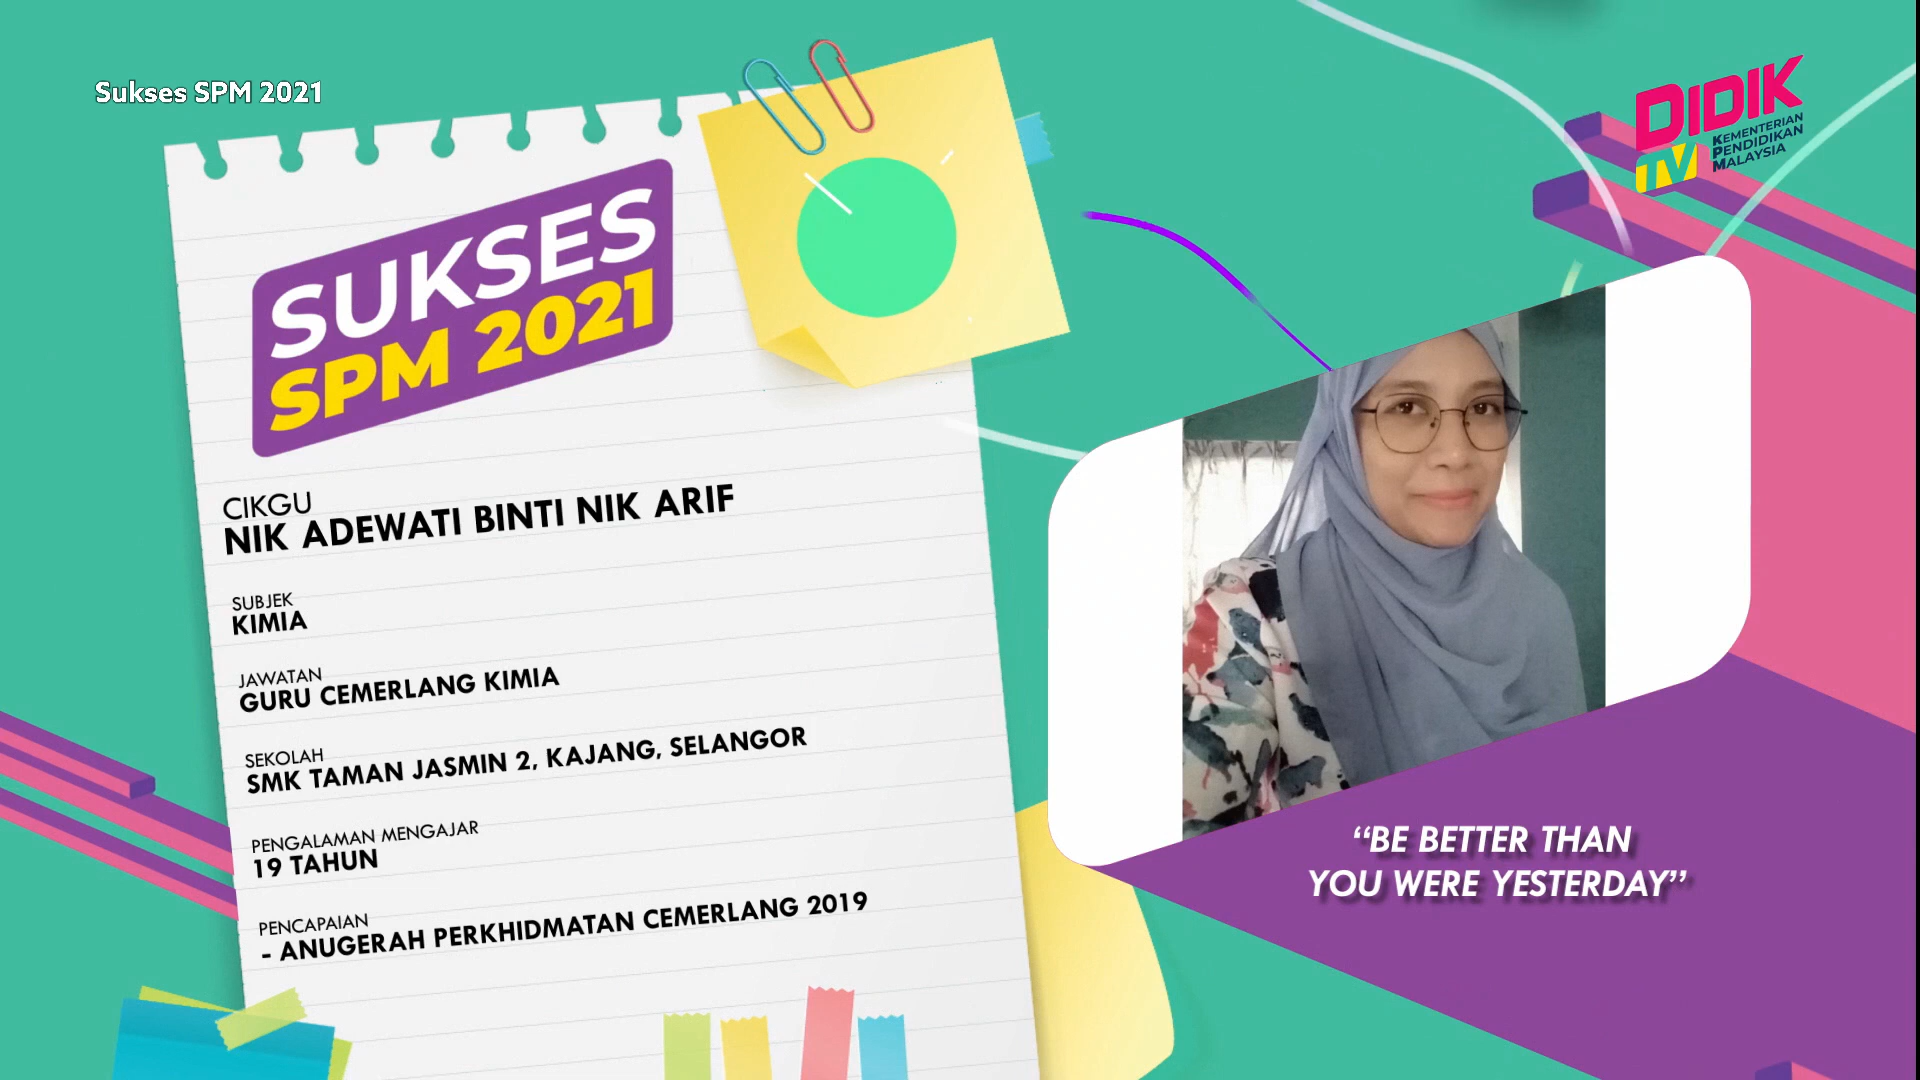 Sukses SPM 2021
DIDIK
TV
KEMENTERIAN
PENDIDIKAN
MALAYSIA
SUKSES
SPM 2021
CIKGU
NIK ADEWATI BINTI NIK ARIF
SUBJEK
KIMIA
JAWATAN
GURU CEMERLANG KIMIA
SEKOLAH
SMK TAMAN JASMIN 2, KAJANG, SELANGOR
PENGALAMAN MENGAJAR
19 TAHUN
PENCAPAIAN
- ANUGERAH PERKHIDMATAN CEMERLANG 2019
“BE BETTER THAN
YOU WERE YESTERDAY”